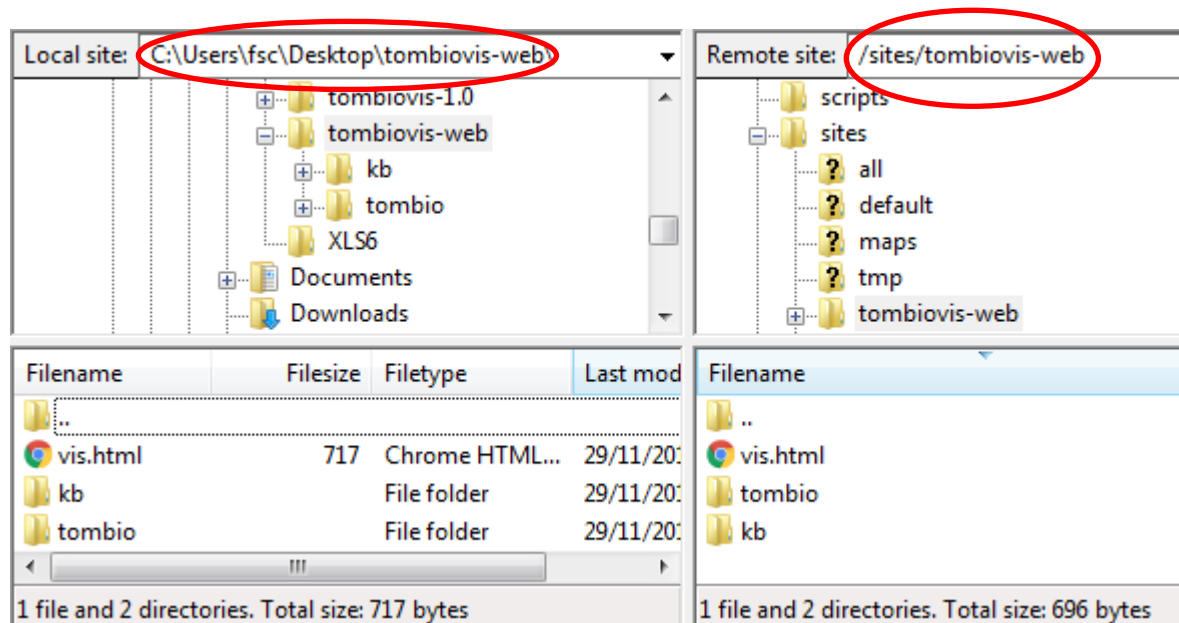 Local site: C:\Users\fsc\Desktop\tombiovis-web\
tombiovis-1.0
tombiovis-web
kb
tombio
XLS6
Documents
Downloads
Filename Filesize Filetype Last mod
..
vis.html 717 Chrome HTML... 29/11/201
kb File folder 29/11/201
tombio File folder 29/11/201
1 file and 2 directories. Total size: 717 bytes
Remote site: /sites/tombiovis-web
scripts
sites
? all
? default
? maps
? tmp
tombiovis-web
Filename
..
vis.html
tombio
kb
1 file and 2 directories. Total size: 696 bytes